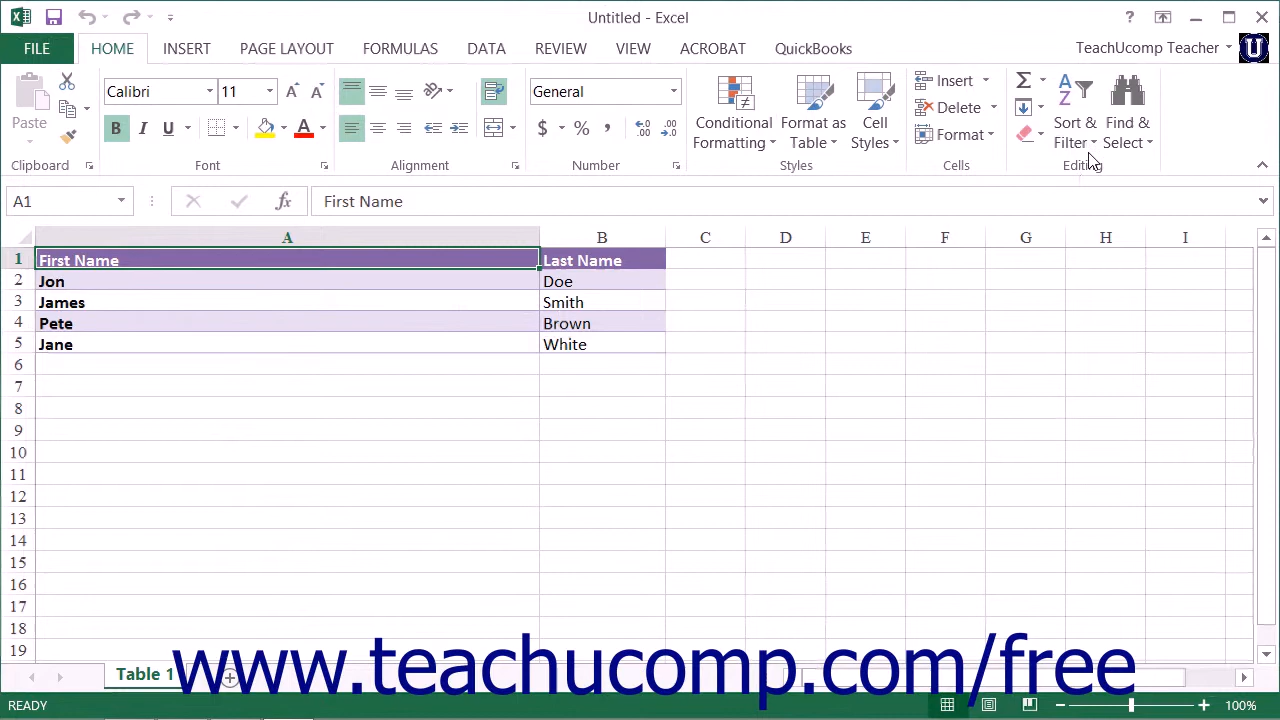 Untitled - Excel
?
FILE HOME INSERT PAGE LAYOUT FORMULAS DATA REVIEW VIEW ACROBAT QuickBooks TeachUcomp Teacher U
Paste
Clipboard
Calibri 11
B I U A
Font
Alignment
General
$ % , .00 .0
Number
Conditional Formatting
Format as Table
Cell Styles
Styles
Insert
Delete
Format
Cells
Σ
A Z
Sort & Filter
Find & Select
Editing
A1 fx First Name
A B C D E F G H I
1 First Name Last Name
2 Jon Doe
3 James Smith
4 Pete Brown
5 Jane White
6
7
8
9
10
11
12
13
14
15
16
17
18
19
Table 1
www.teachucomp.com/free
READY 100%